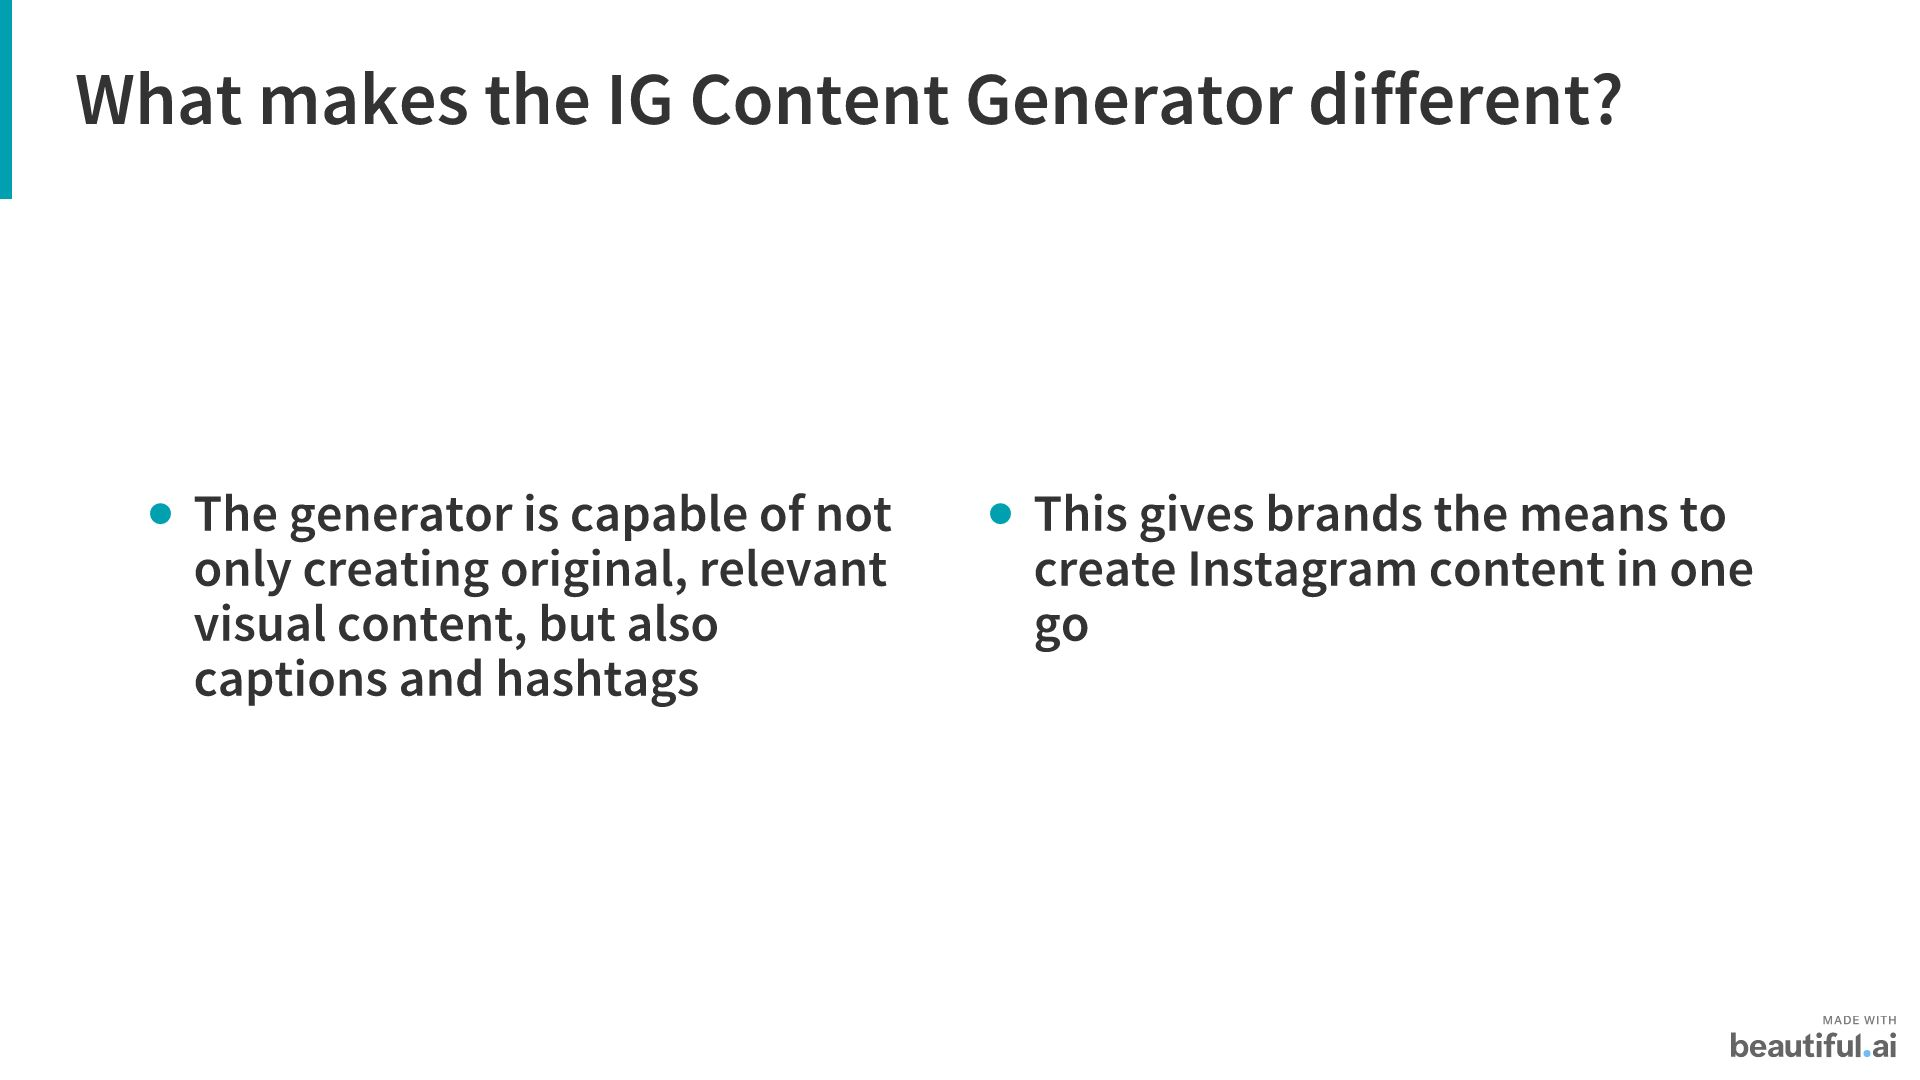 What makes the IG Content Generator different?
The generator is capable of not
only creating original, relevant
visual content, but also
captions and hashtags
This gives brands the means to
create Instagram content in one
go
MADE WITH
beautiful.ai